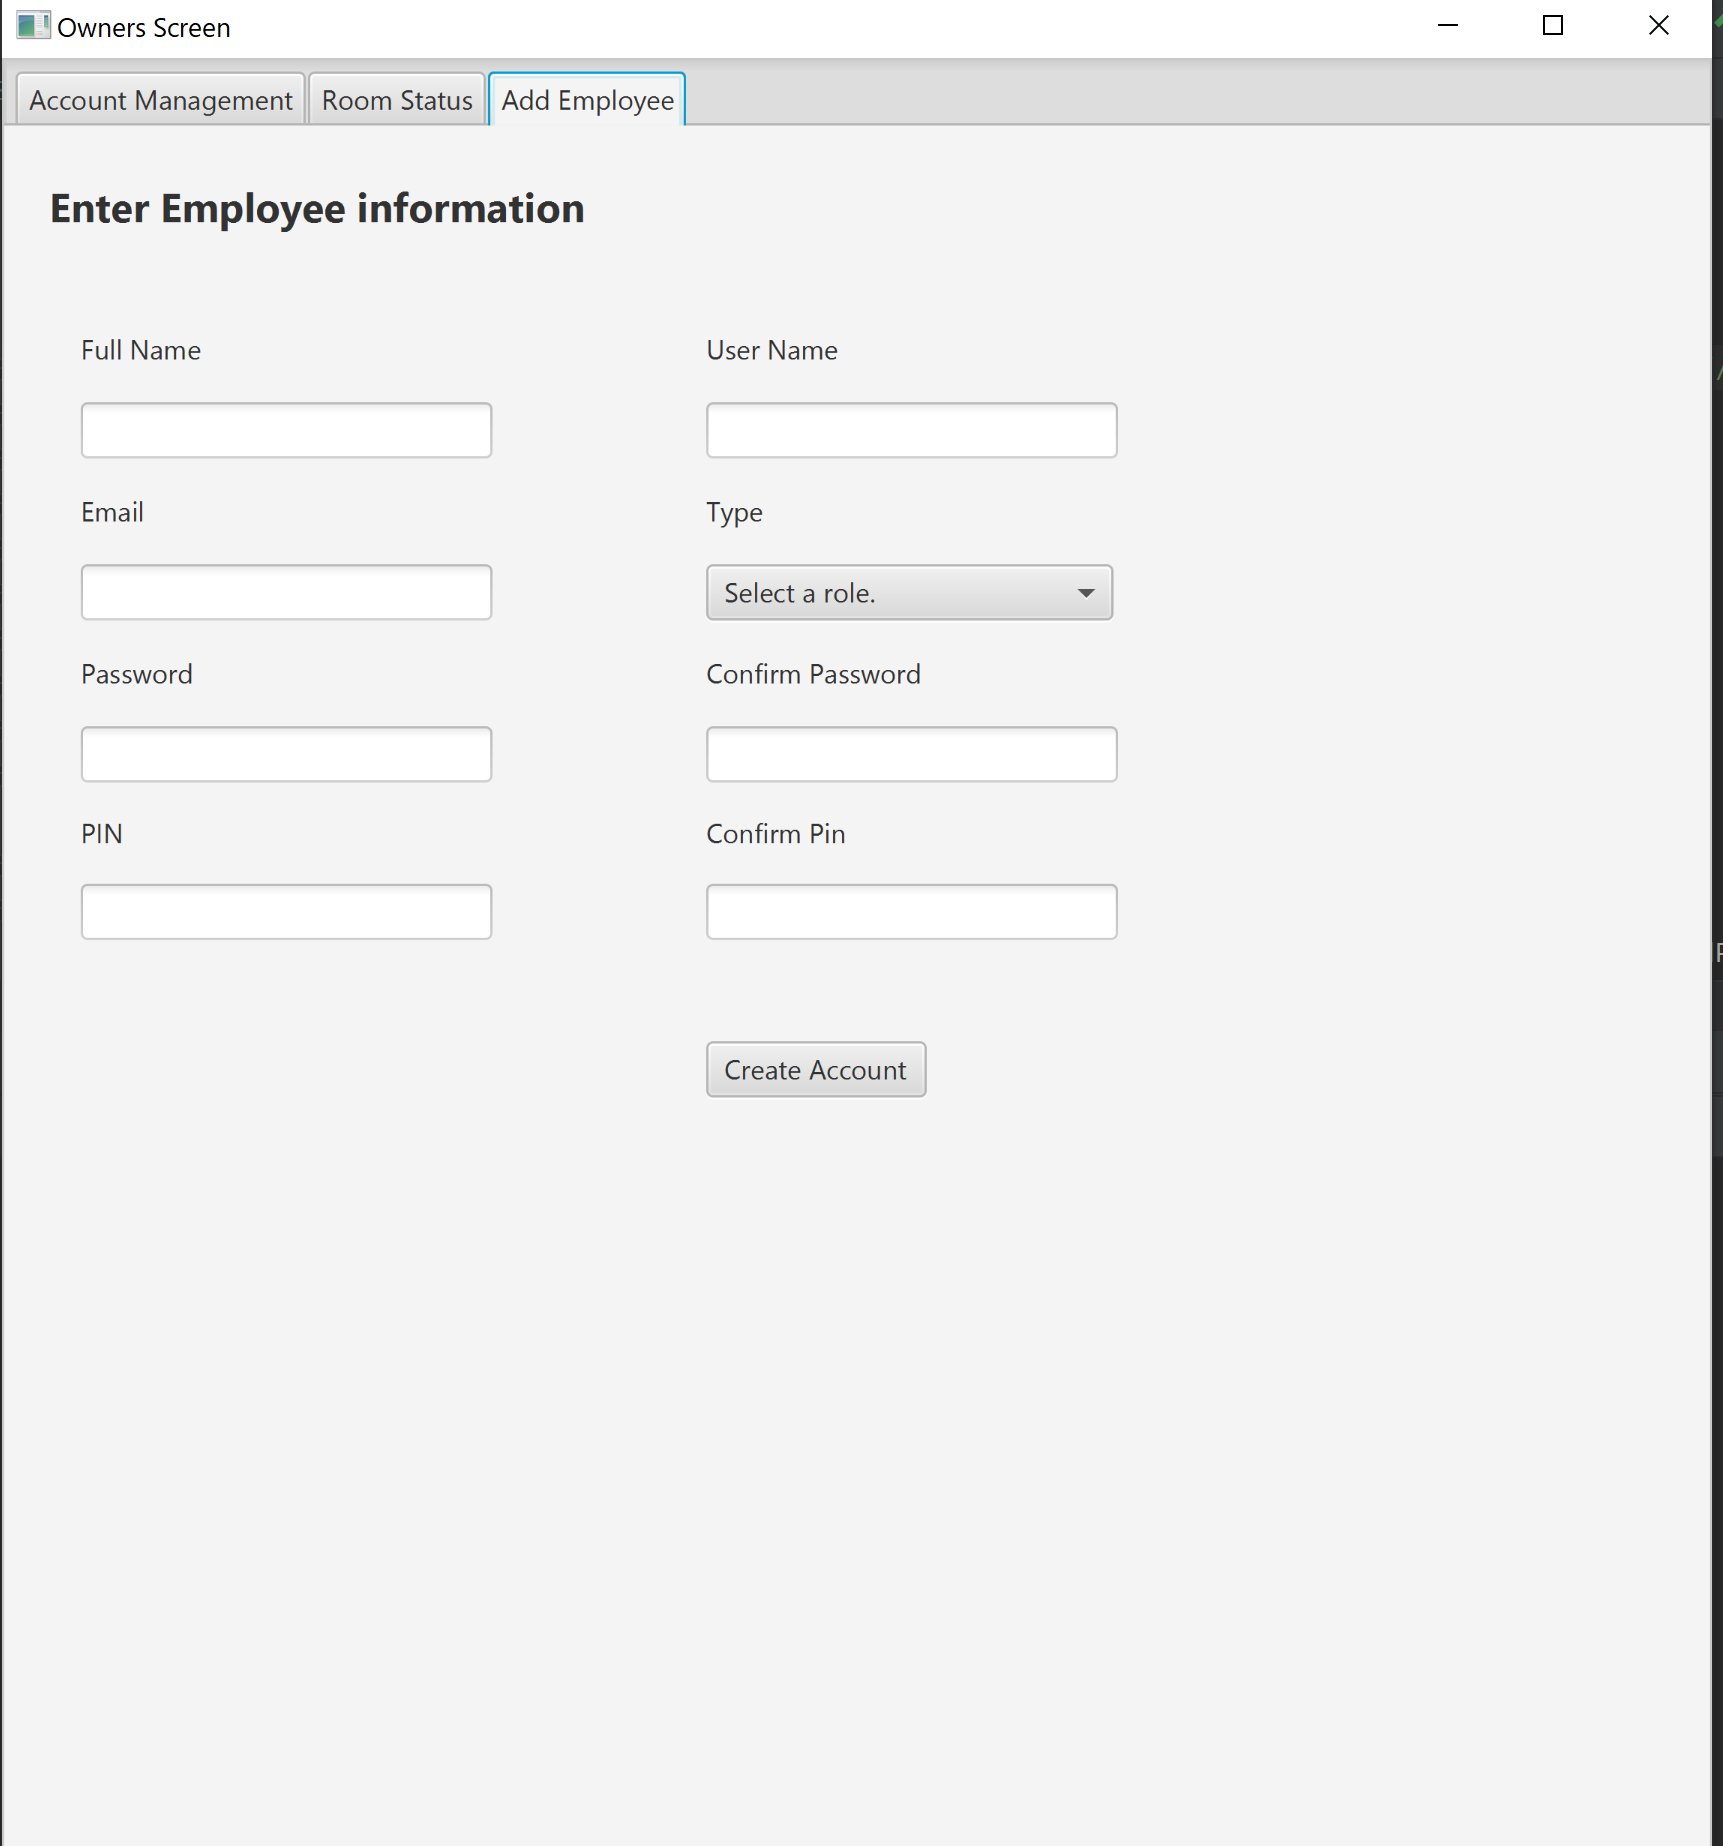 Owners Screen
Account Management Room Status Add Employee
Enter Employee information
Full Name User Name
Email Type
Select a role.
Password Confirm Password
PIN Confirm Pin
Create Account